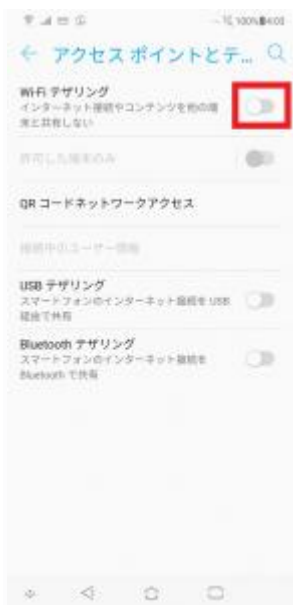 100% 4:03
アクセス ポイントとテ...
Wi-Fi テザリング
インターネット接続やコンテンツを他の端
末と共有しない
許可した端末のみ
QR コードネットワークアクセス
接続中のユーザー情報
USB テザリング
スマートフォンのインターネット接続を USB
経由で共有
Bluetooth テザリング
スマートフォンのインターネット接続を
Bluetooth で共有